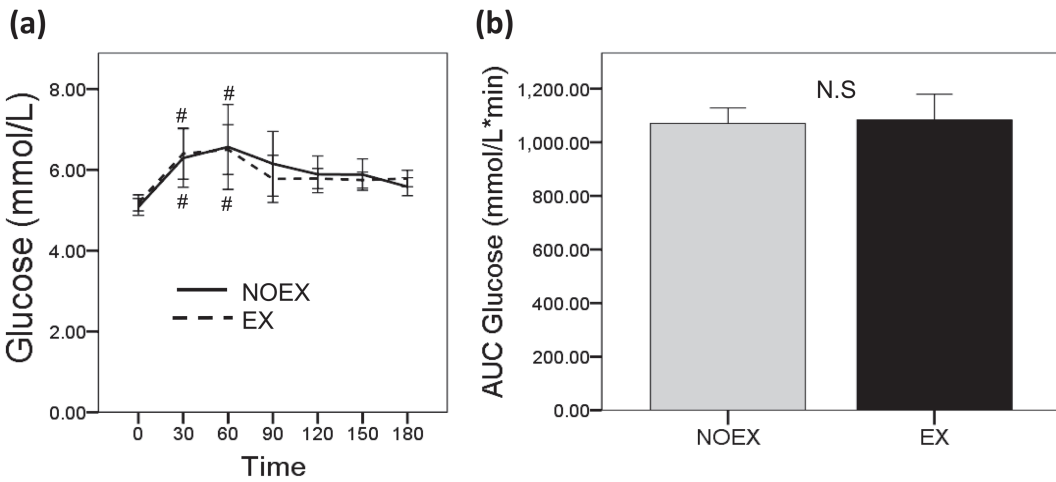 (a)
Glucose (mmol/L)
8.00
6.00
4.00
2.00
0.00
#
#
#
#
NOEX
EX
0 30 60 90 120 150 180
Time
(b)
AUC Glucose (mmol/L*min)
1,200.00
1,000.00
800.00
600.00
400.00
200.00
0.00
N.S
NOEX EX